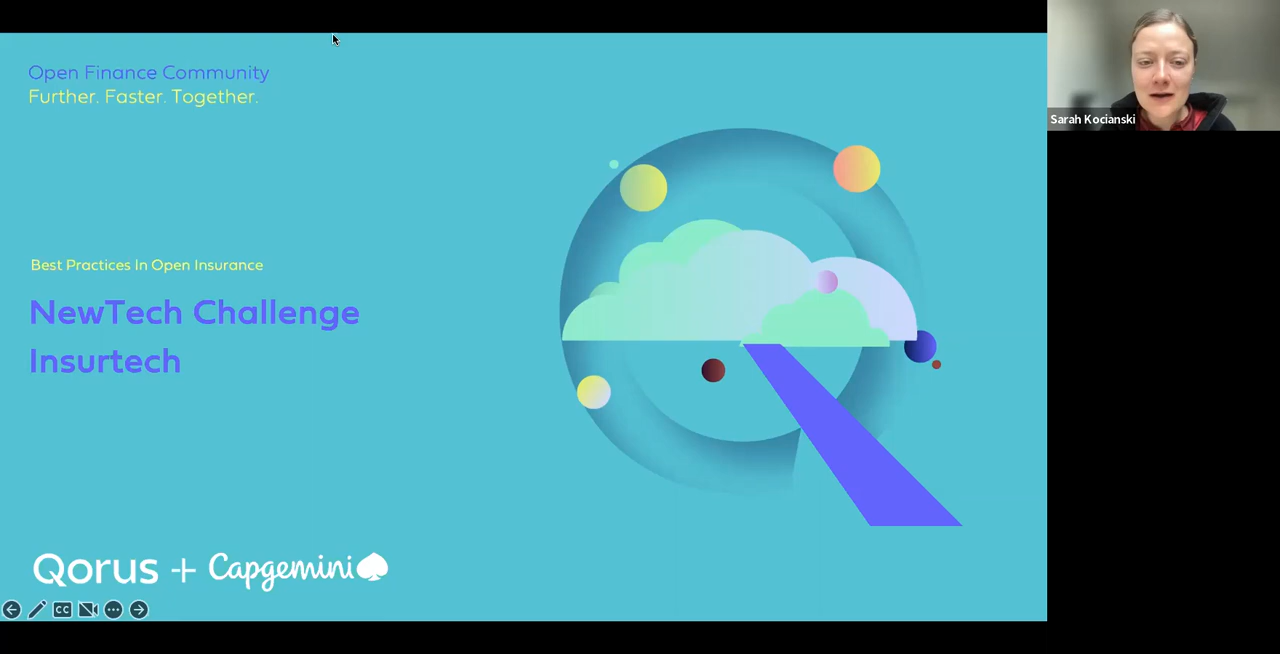 Open Finance Community
Further. Faster. Together.
Sarah Kocianski
Best Practices In Open Insurance
NewTech Challenge
Insurtech
Qorus + Capgemini
CC